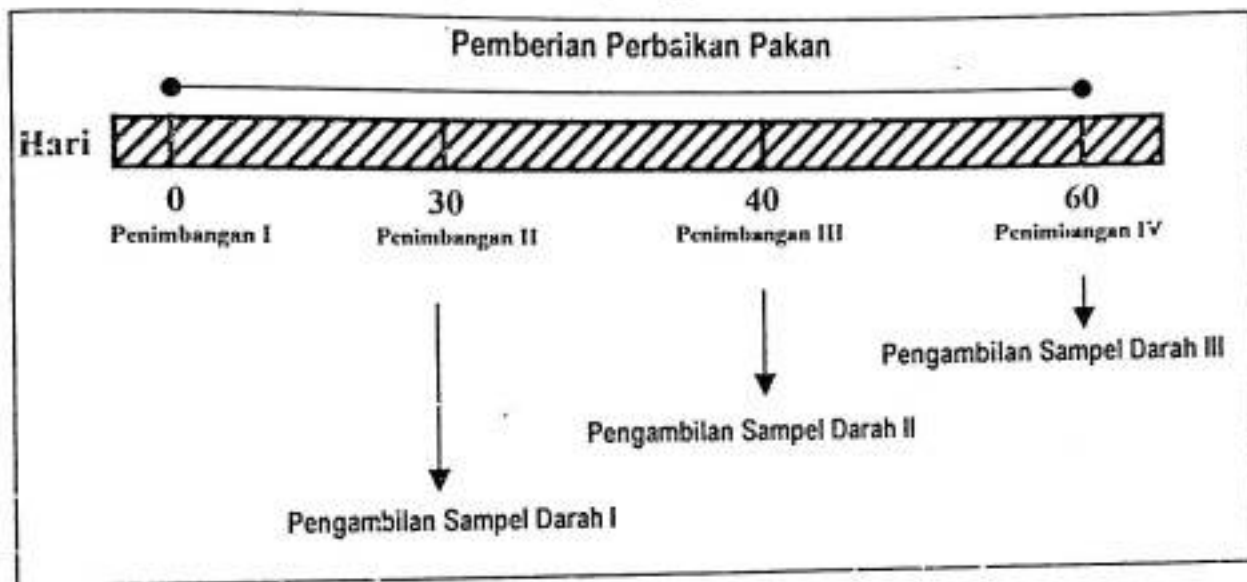 Pemberian Perbaikan Pakan
Hari
0 30 40 60
Penimbangan I Penimbangan II Penimbangan III Penimbangan IV
Pengambilan Sampel Darah III
Pengambilan Sampel Darah II
Pengambilan Sampel Darah I